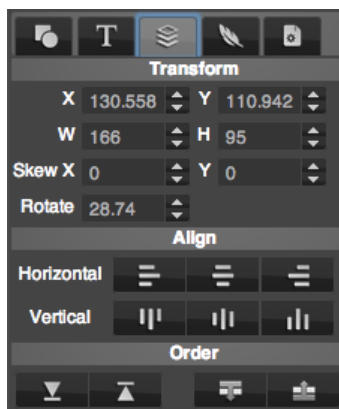 T
Transform
X 130.558 Y 110.942
W 166 H 95
Skew X 0 Y 0
Rotate 28.74
Align
Horizontal
Vertical
Order